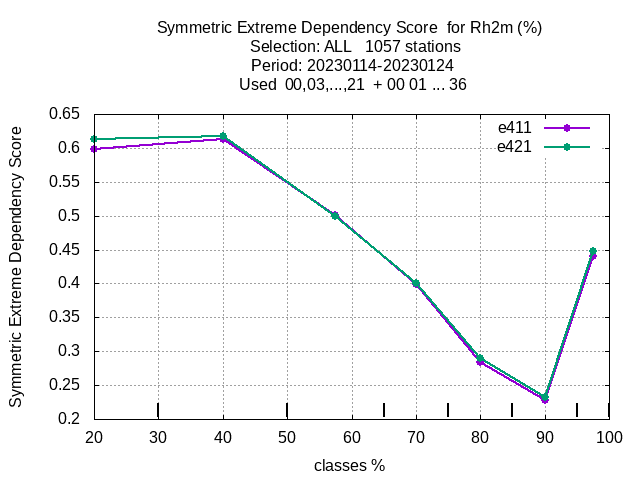 Symmetric Extreme Dependency Score  for Rh2m (%)
Selection: ALL   1057 stations
Period: 20230114-20230124
Used  00,03,...,21  + 00 01 ... 36
Symmetric Extreme Dependency Score
0.65
0.6
0.55
0.5
0.45
0.4
0.35
0.3
0.25
0.2
e411
e421
20 30 40 50 60 70 80 90 100
classes %